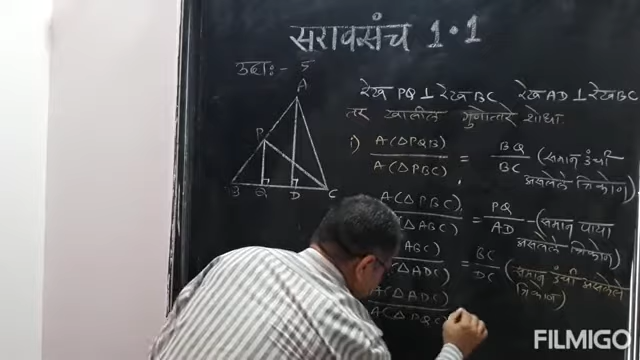 सरावसंच 1.1
उदा:- 5
A
P
B Q D C
रेख PQ ⊥ रेख BC रेख AD ⊥ रेख BC
तर खालील गुणोत्तरे शोधा.
i) A(△PQB) / A(△PBC) = BQ / BC (समान उंची
असलेले त्रिकोण)
A(△PBC) / (△ABC) = PQ / AD - (समान पाया
असलेले त्रिकोण)
ABC) / (△ADC) = BC / DC (समान उंची असलेले
त्रिकोण)
A(△ADC) / A(△PQC)
FILMIGO